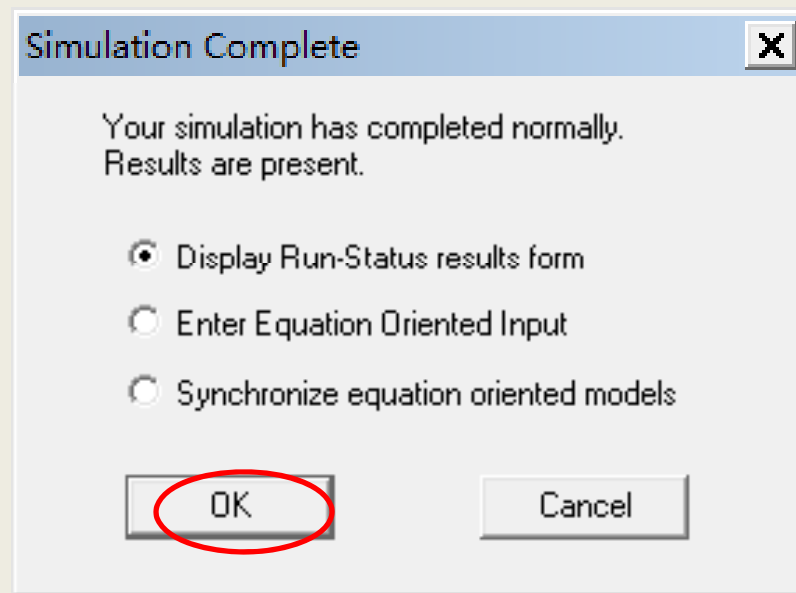 Simulation Complete
Your simulation has completed normally.
Results are present.
Display Run-Status results form
Enter Equation Oriented Input
Synchronize equation oriented models
OK
Cancel